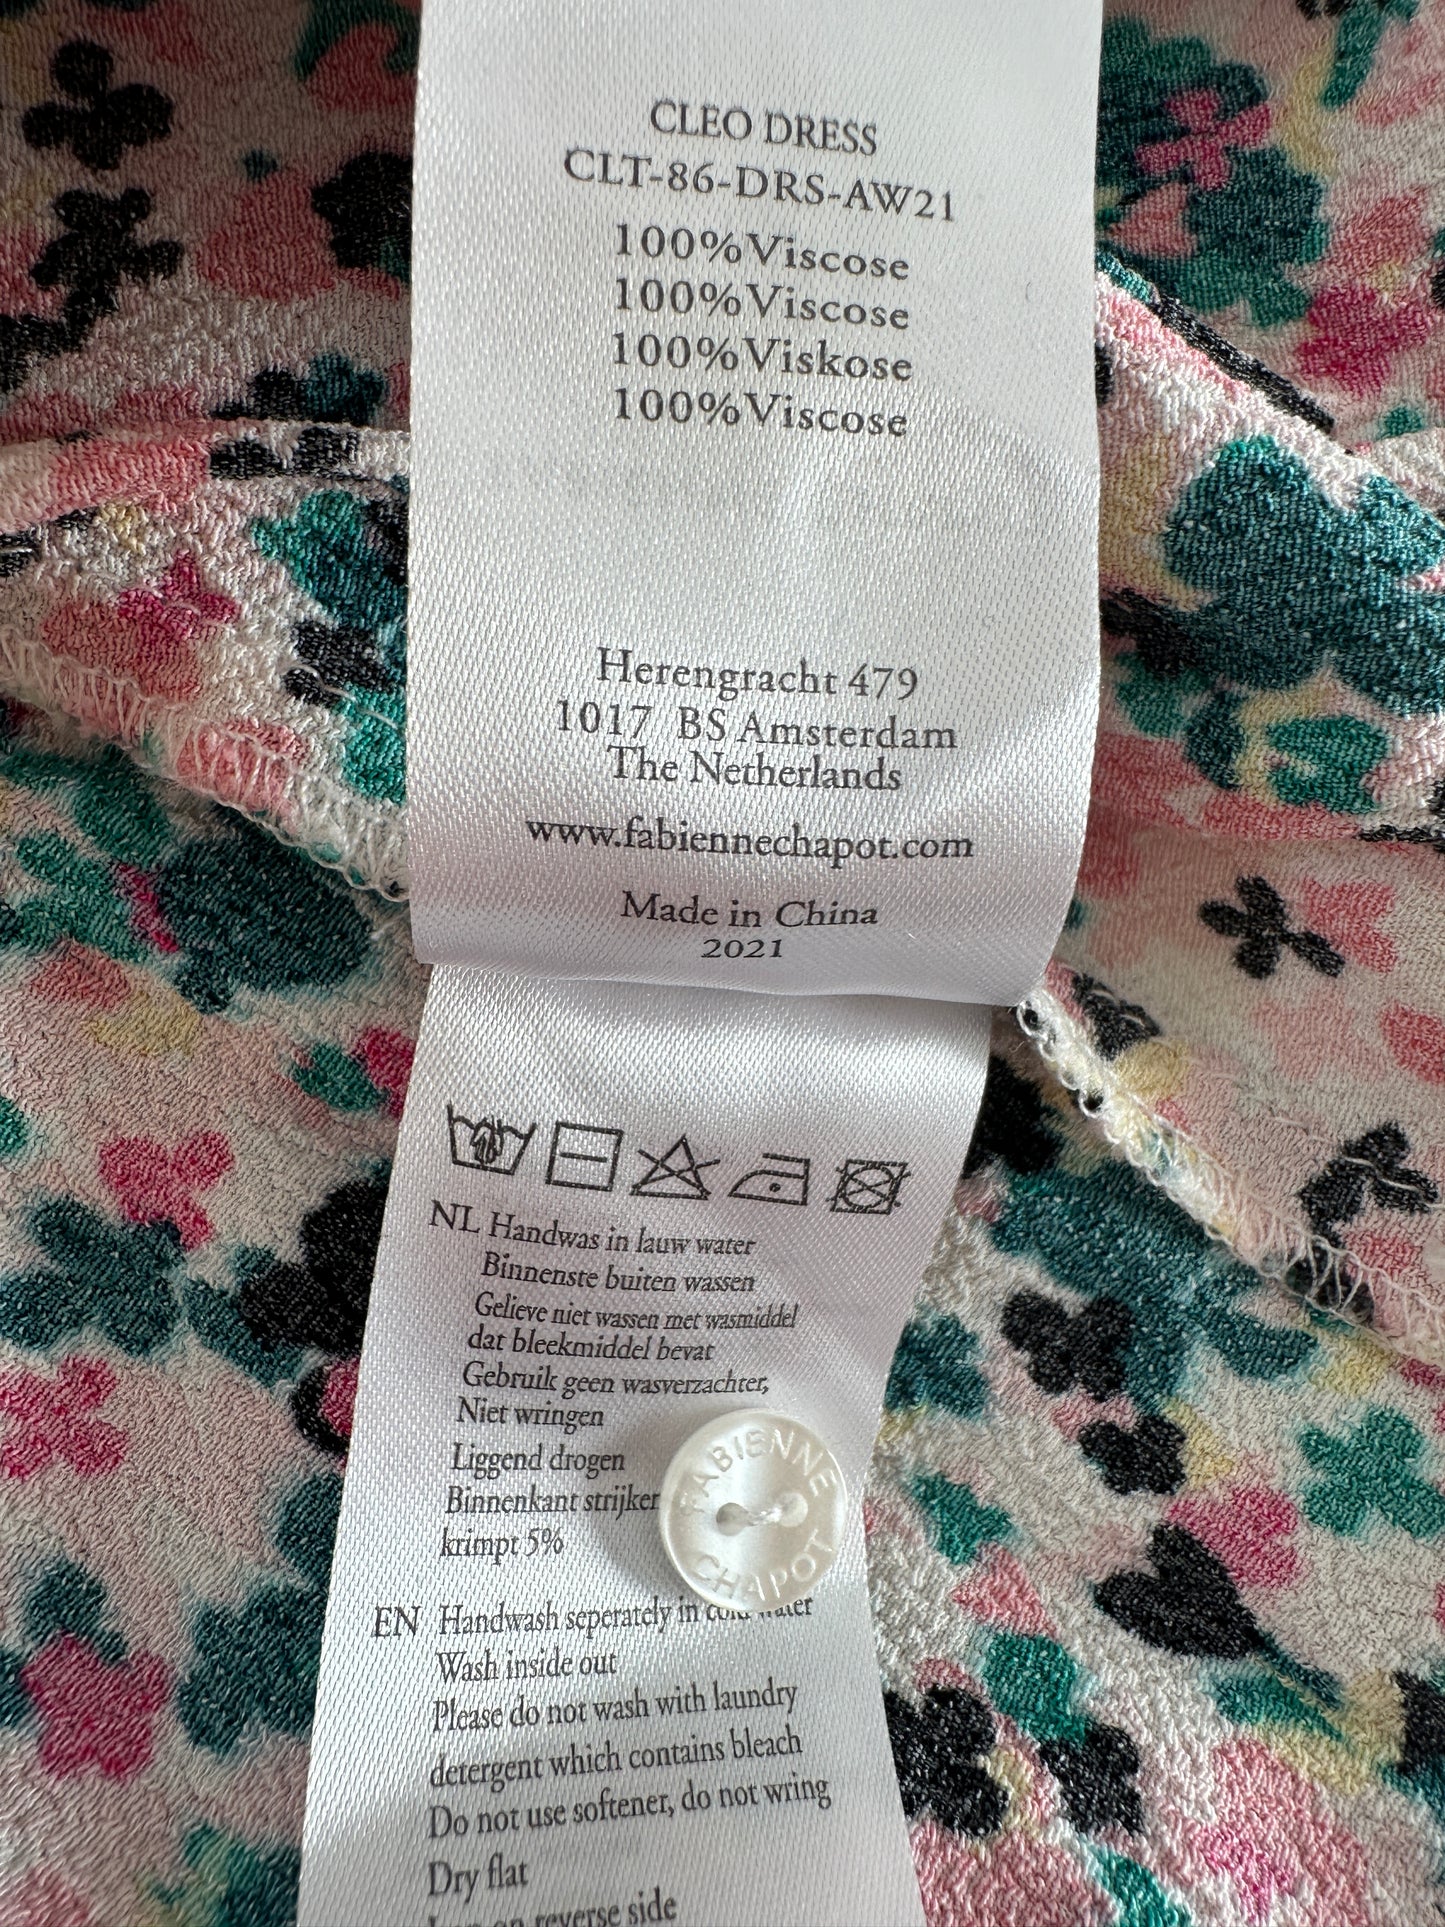 CLEO DRESS
CLT-86-DRS-AW21
100% Viscose
100% Viscose
100% Viskose
100% Viscose
Herengracht 479
1017 BS Amsterdam
The Netherlands
www.fabiennechapot.com
Made in China
2021
NL Handwas in lauw water
Binnenste buiten wassen
Gelieve niet wassen met wasmiddel
dat bleekmiddel bevat
Gebruik geen wasverzachter,
Niet wringen
Liggend drogen
Binnenkant strijken
krimpt 5%
FABIENNE
CHAPOT
EN Handwash seperately in cold water
Wash inside out
Please do not wash with laundry
detergent which contains bleach
Do not use softener, do not wring
Dry flat
on reverse side